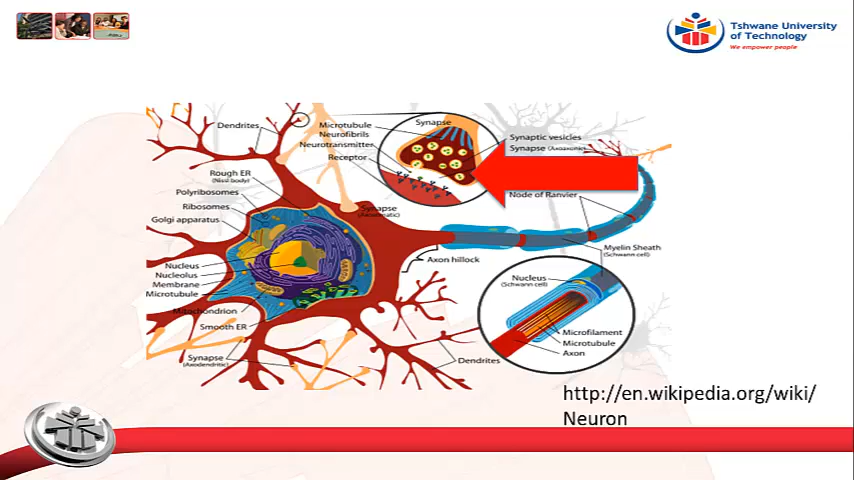 Tshwane University
of Technology
We empower people
Dendrites
Microtubule
Neurofibrils
Neurotransmitter
Receptor
Synapse
Synaptic vesicles
Synapse (Axoaxonic)
Rough ER
(Nissl body)
Polyribosomes
Ribosomes
Golgi apparatus
Synapse
(Axosomatic)
Node of Ranvier
Myelin Sheath
(Schwann cell)
Axon hillock
Nucleus
Nucleolus
Membrane
Microtubule
Mitochondrion
Smooth ER
Synapse
(Axodendritic)
Dendrites
Nucleus
(Schwann cell)
Microfilament
Microtubule
Axon
http://en.wikipedia.org/wiki/
Neuron